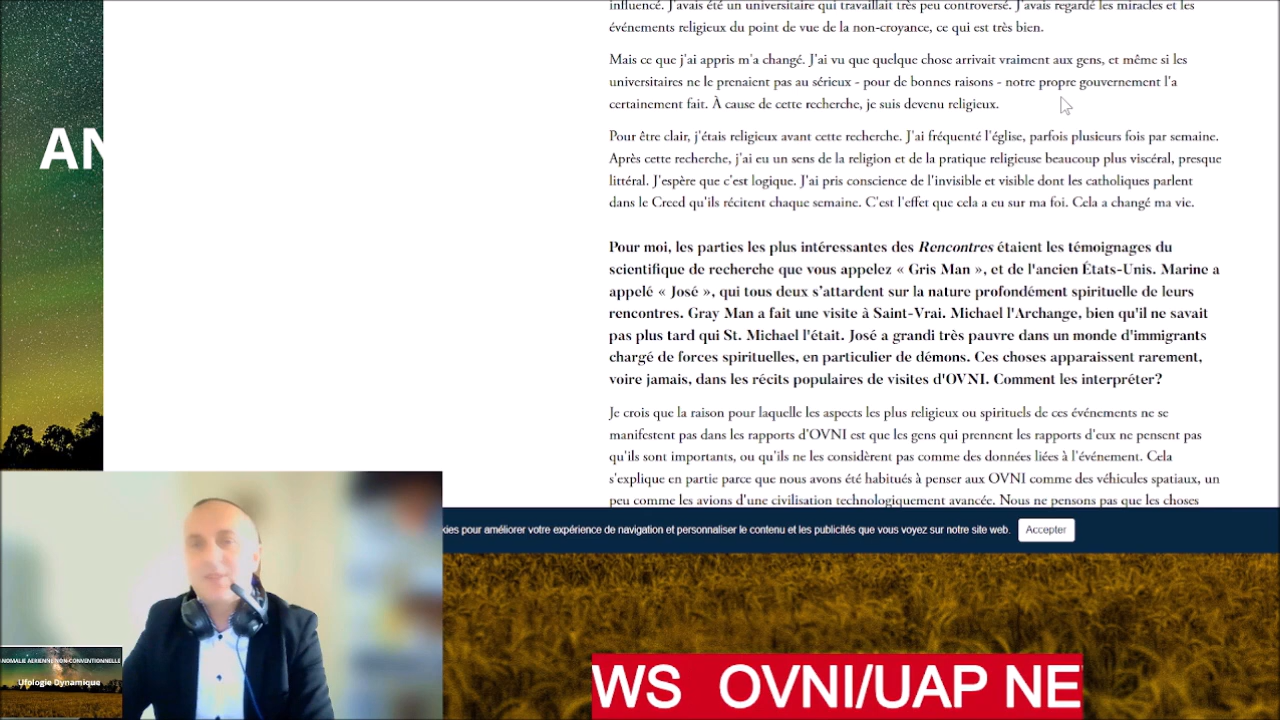 influencé. J'avais été un universitaire qui travaillait très peu controversé. J'avais regardé les miracles et les
événements religieux du point de vue de la non-croyance, ce qui est très bien.
Mais ce que j'ai appris m'a changé. J'ai vu que quelque chose arrivait vraiment aux gens, et même si les
universitaires ne le prenaient pas au sérieux - pour de bonnes raisons - notre propre gouvernement l'a
certainement fait. À cause de cette recherche, je suis devenu religieux.
AN
Pour être clair, j'étais religieux avant cette recherche. J'ai fréquenté l'église, parfois plusieurs fois par semaine.
Après cette recherche, j'ai eu un sens de la religion et de la pratique religieuse beaucoup plus viscéral, presque
littéral. J'espère que c'est logique. J'ai pris conscience de l'invisible et visible dont les catholiques parlent
dans le Creed qu'ils récitent chaque semaine. C'est l'effet que cela a eu sur ma foi. Cela a changé ma vie.
Pour moi, les parties les plus intéressantes des Rencontres étaient les témoignages du
scientifique de recherche que vous appelez « Gris Man », et de l'ancien États-Unis. Marine a
appelé « José », qui tous deux s'attardent sur la nature profondément spirituelle de leurs
rencontres. Gray Man a fait une visite à Saint-Vrai. Michael l'Archange, bien qu'il ne savait
pas plus tard qui St. Michael l'était. José a grandi très pauvre dans un monde d'immigrants
chargé de forces spirituelles, en particulier de démons. Ces choses apparaissent rarement,
voire jamais, dans les récits populaires de visites d'OVNI. Comment les interpréter?
Je crois que la raison pour laquelle les aspects les plus religieux ou spirituels de ces événements ne se
manifestent pas dans les rapports d'OVNI est que les gens qui prennent les rapports d'eux ne pensent pas
qu'ils sont importants, ou qu'ils ne les considèrent pas comme des données liées à l'événement. Cela
s'explique en partie parce que nous avons été habitués à penser aux OVNI comme des véhicules spatiaux, un
peu comme les avions d'une civilisation technologiquement avancée. Nous ne pensons pas que les choses
kies pour améliorer votre expérience de navigation et personnaliser le contenu et les publicités que vous voyez sur notre site web.
Accepter
ANOMALIE AERIENNE NON-CONVENTIONNELLE
Ufologie Dynamique
WS OVNI/UAP NE